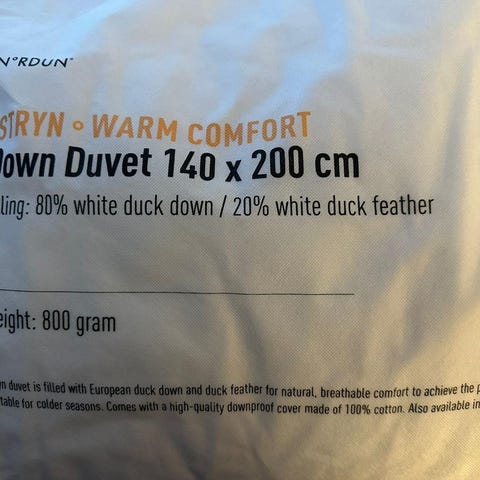 N°RDUN°
STRYN ° WARM COMFORT
Down Duvet 140 x 200 cm
ling: 80% white duck down / 20% white duck feather
eight: 800 gram
n duvet is filled with European duck down and duck feather for natural, breathable comfort to achieve the p
table for colder seasons. Comes with a high-quality downproof cover made of 100% cotton. Also available in